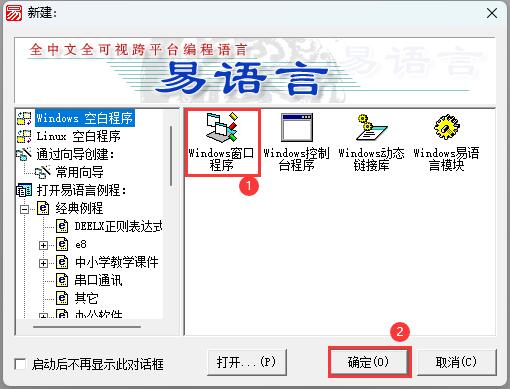 新建:
全中文全可视跨平台编程语言
易语言
Windows 空白程序
Linux 空白程序
通过向导创建:
常用向导
打开易语言例程:
经典例程
DEELX正则表达式
e8
中小学教学课件
串口通讯
其它
办公软件
Windows窗口
程序
Windows控制
台程序
Windows动态
链接库
Windows易语
言模块
1
2
启动后不再显示此对话框
打开...(P)
确定(O)
取消(C)